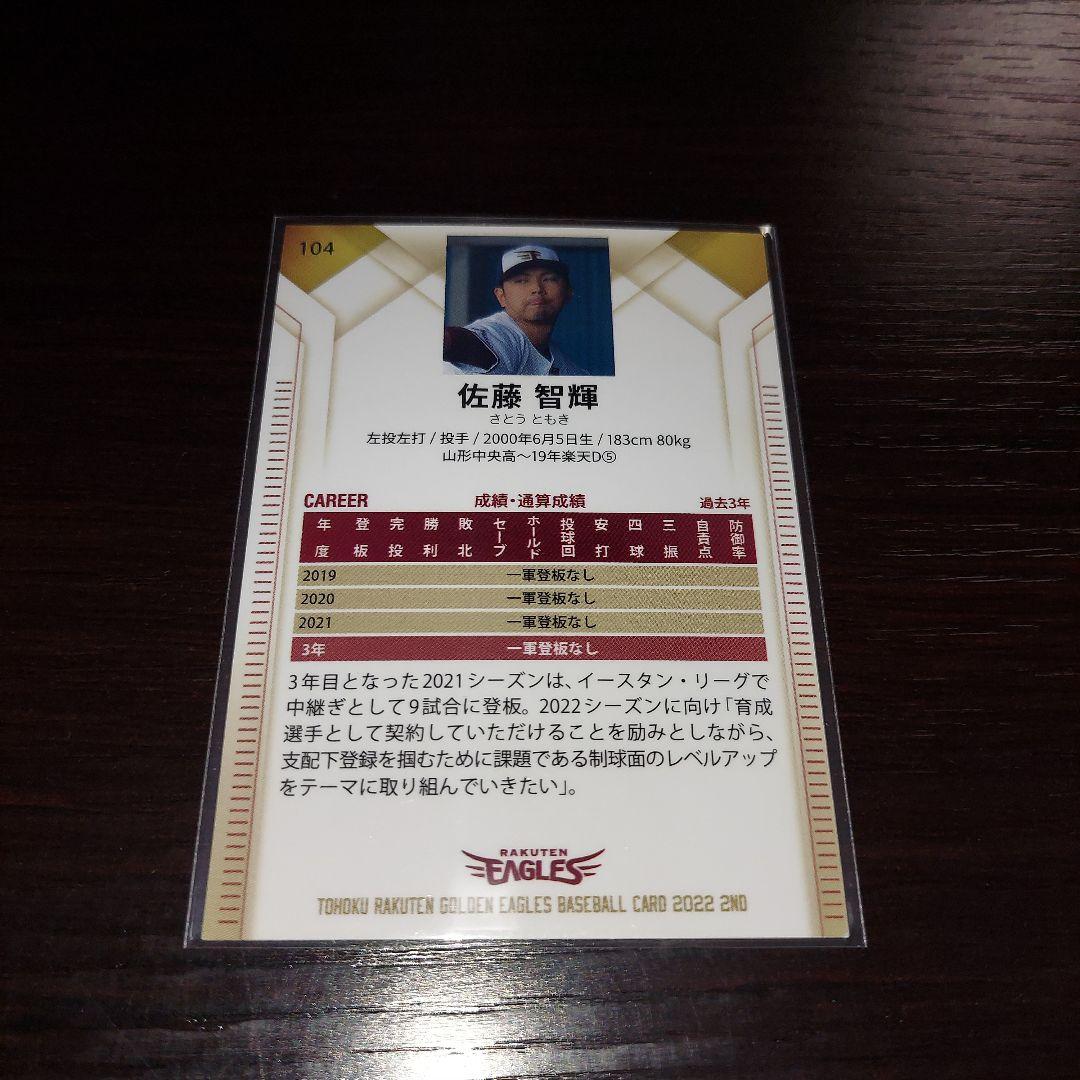 104
佐藤 智輝
さとう ともき
左投左打 / 投手 / 2000年6月5日生 / 183cm 80kg
山形中央高～19年楽天D⑤
CAREER 成績・通算成績 過去3年
年度 登板 完投 勝利 敗北 セーブ ホールド 投球回 安打 四球 三振 自責点 防御率
2019 一軍登板なし
2020 一軍登板なし
2021 一軍登板なし
3年 一軍登板なし
3年目となった2021シーズンは、イースタン・リーグで
中継ぎとして9試合に登板。2022シーズンに向け「育成
選手として契約していただけることを励みとしながら、
支配下登録を掴むために課題である制球面のレベルアップ
をテーマに取り組んでいきたい」。
RAKUTEN
EAGLES
TOHOKU RAKUTEN GOLDEN EAGLES BASEBALL CARD 2022 2ND